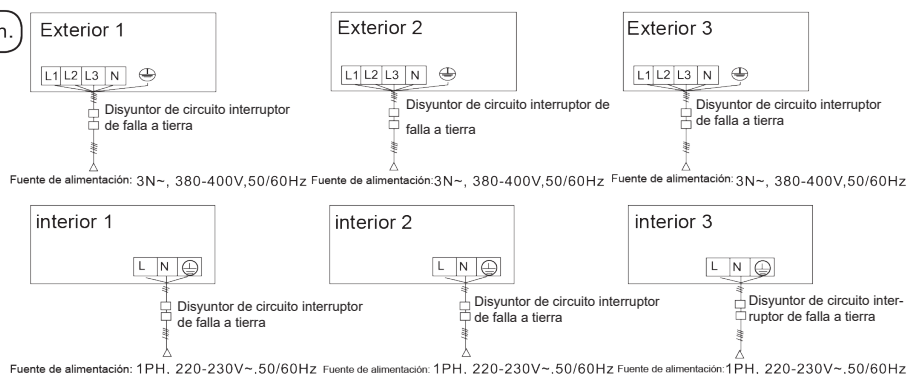 n.
Exterior 1
L1 L2 L3 N
Disyuntor de circuito interruptor
de falla a tierra
Fuente de alimentación: 3N~, 380-400V,50/60Hz
Exterior 2
L1 L2 L3 N
Disyuntor de circuito interruptor de
falla a tierra
Fuente de alimentación:3N~, 380-400V,50/60Hz
Exterior 3
L1 L2 L3 N
Disyuntor de circuito interruptor
de falla a tierra
Fuente de alimentación: 3N~, 380-400V,50/60Hz
interior 1
L N
Disyuntor de circuito interruptor
de falla a tierra
Fuente de alimentación: 1PH, 220-230V~,50/60Hz
interior 2
L N
Disyuntor de circuito interruptor
de falla a tierra
Fuente de alimentación: 1PH, 220-230V~,50/60Hz
interior 3
L N
Disyuntor de circuito inter-
ruptor de falla a tierra
Fuente de alimentación:1PH, 220-230V~,50/60Hz